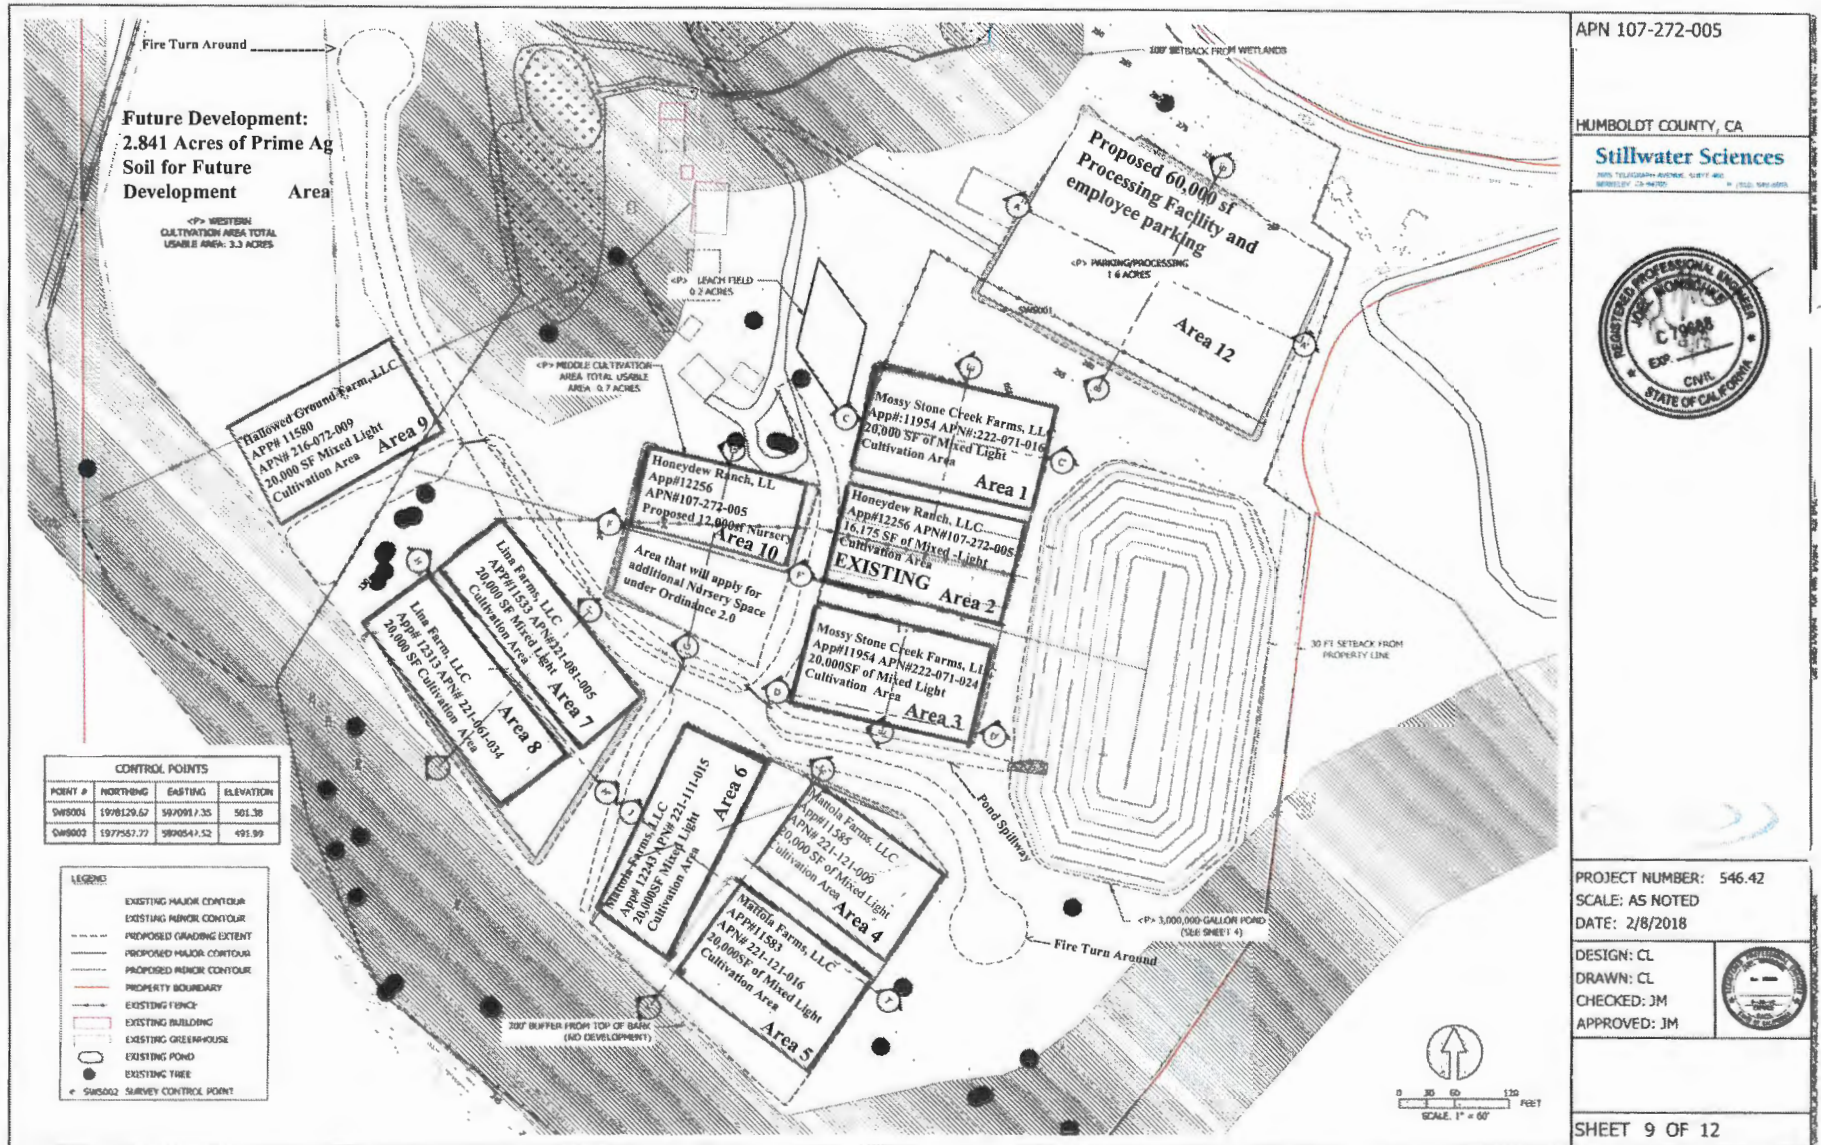 Fire Turn Around
Future Development:
2.841 Acres of Prime Ag
Soil for Future
Development Area
<P> WESTERN
CULTIVATION AREA TOTAL
USABLE AREA: 3.3 ACRES
100' SETBACK FROM WETLANDS
Proposed 60,000 sf
Processing Facility and
employee parking
<P> PARKING/PROCESSING
1.6 ACRES
Area 12
SWS001
<P> LEACH FIELD
0.2 ACRES
<P> MIDDLE CULTIVATION
AREA TOTAL USABLE
AREA 0.7 ACRES
Hallowed Ground Farm, LLC.
APP# 11580
APN# 216-072-009
20,000 SF Mixed Light
Cultivation Area Area 9
Mossy Stone Creek Farms, LLC
App#:11954 APN#:222-071-016
20,000 SF of Mixed Light
Cultivation Area
Area 1
Honeydew Ranch, LL
App#12256
APN#107-272-005
Proposed 12,000sf Nursery
Area 10
Area that will apply for
additional Nursery Space
under Ordinance 2.0
Honeydew Ranch, LLC.
App#12256 APN#107-272-005
16,175 SF of Mixed -Light
Cultivation Area
EXISTING Area 2
Mossy Stone Creek Farms, LL
App#11954 APN#222-071-024
20,000SF of Mixed Light
Cultivation Area
Area 3
Lina Farms, LLC
APP#11533 APN#221-081-005
20,000 SF Mixed Light
Cultivation Area
Area 7
Lina Farm, LLC
App# 12313 APN# 221-061-034
20,000 SF Cultivation Area
Area 8
Mattola Farms, LLC
App# 12243 APN# 221-111-015
20,000SF Mixed Light
Cultivation Area
Area 6
Mattola Farms, LLC
App#11585
APN# 221-121-009
20,000 SF of Mixed Light
Cultivation Area
Area 4
Mattola Farms, LLC
APP#11583
APN# 221-121-016
20,000SF of Mixed Light
Cultivation Area
Area 5
Pond Spillway
30 FT SETBACK FROM
PROPERTY LINE
<P> 3,000,000-GALLON POND
(SEE SHEET 4)
Fire Turn Around
200' BUFFER FROM TOP OF BANK
(NO DEVELOPMENT)
CONTROL POINTS
POINT # NORTHING EASTING ELEVATION
SWS001 1978129.67 5970917.35 501.38
SWS002 1977557.77 5970547.52 491.99
LEGEND
EXISTING MAJOR CONTOUR
EXISTING MINOR CONTOUR
PROPOSED GRADING EXTENT
PROPOSED MAJOR CONTOUR
PROPOSED MINOR CONTOUR
PROPERTY BOUNDARY
EXISTING FENCE
EXISTING BUILDING
EXISTING GREENHOUSE
EXISTING POND
EXISTING TREE
SWS002 SURVEY CONTROL POINT
0 30 60 120 FEET
SCALE: 1" = 60'
APN 107-272-005
HUMBOLDT COUNTY, CA
Stillwater Sciences
REGISTERED PROFESSIONAL ENGINEER
JOEL MONSCHKE
C 79688
EXP.
CIVIL
STATE OF CALIFORNIA
PROJECT NUMBER: 546.42
SCALE: AS NOTED
DATE: 2/8/2018
DESIGN: CL
DRAWN: CL
CHECKED: JM
APPROVED: JM
SHEET 9 OF 12